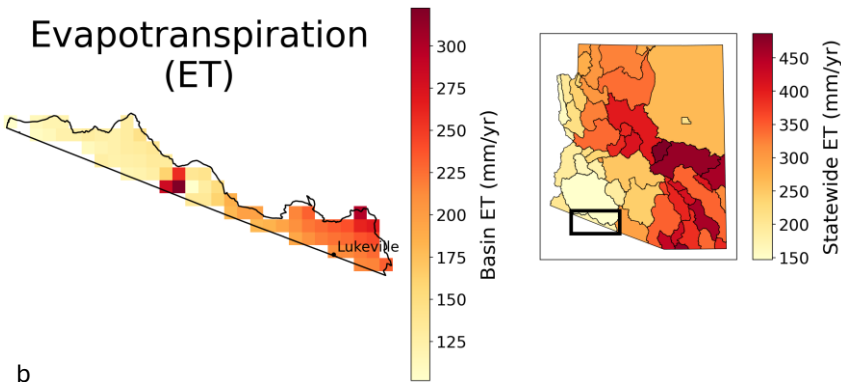 Evapotranspiration
(ET)
Lukeville
b
300
275
250
225
200
175
150
125
Basin ET (mm/yr)
450
400
350
300
250
200
150
Statewide ET (mm/yr)